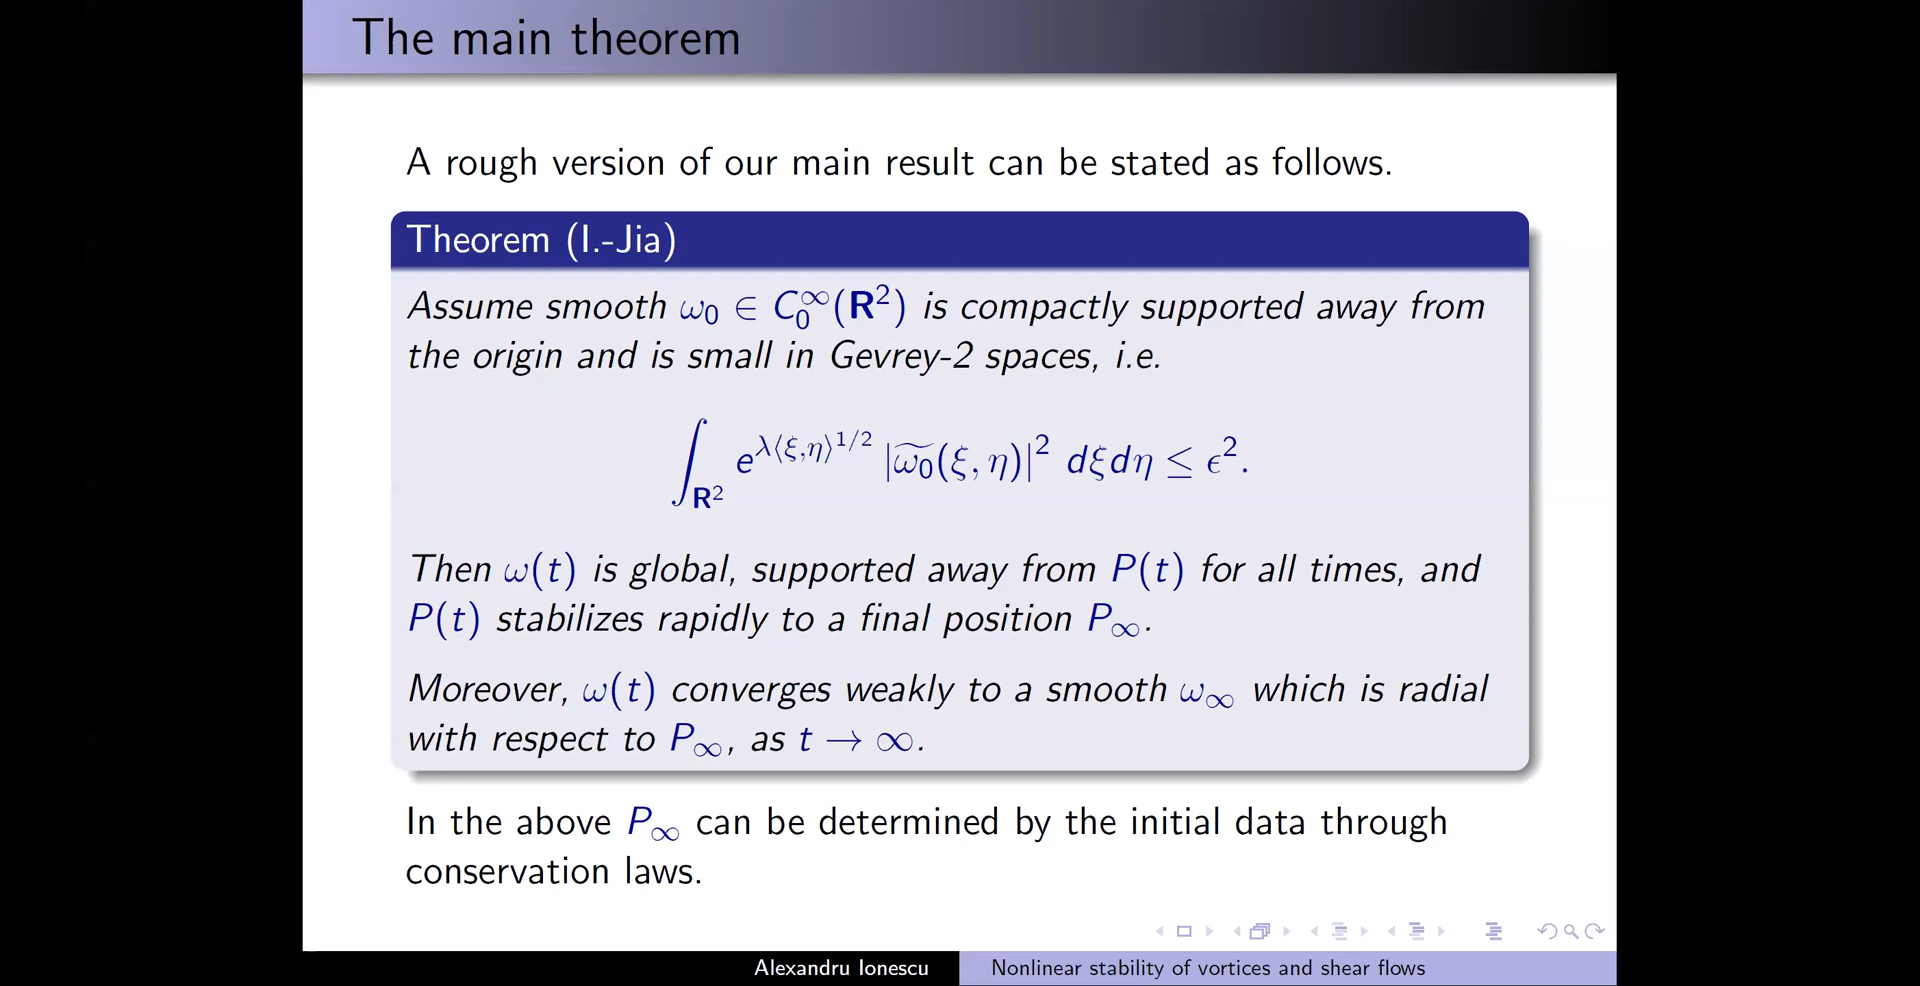 The main theorem
A rough version of our main result can be stated as follows.
Theorem (I.-Jia)
Assume smooth ω₀ ∈ C₀^∞(R²) is compactly supported away from
the origin and is small in Gevrey-2 spaces, i.e.
∫_{R²} e^{λ⟨ξ,η⟩^{1/2}} |ω̃₀(ξ, η)|² dξdη ≤ ϵ².
Then ω(t) is global, supported away from P(t) for all times, and
P(t) stabilizes rapidly to a final position P_∞.
Moreover, ω(t) converges weakly to a smooth ω_∞ which is radial
with respect to P_∞, as t → ∞.
In the above P_∞ can be determined by the initial data through
conservation laws.
Alexandru Ionescu Nonlinear stability of vortices and shear flows